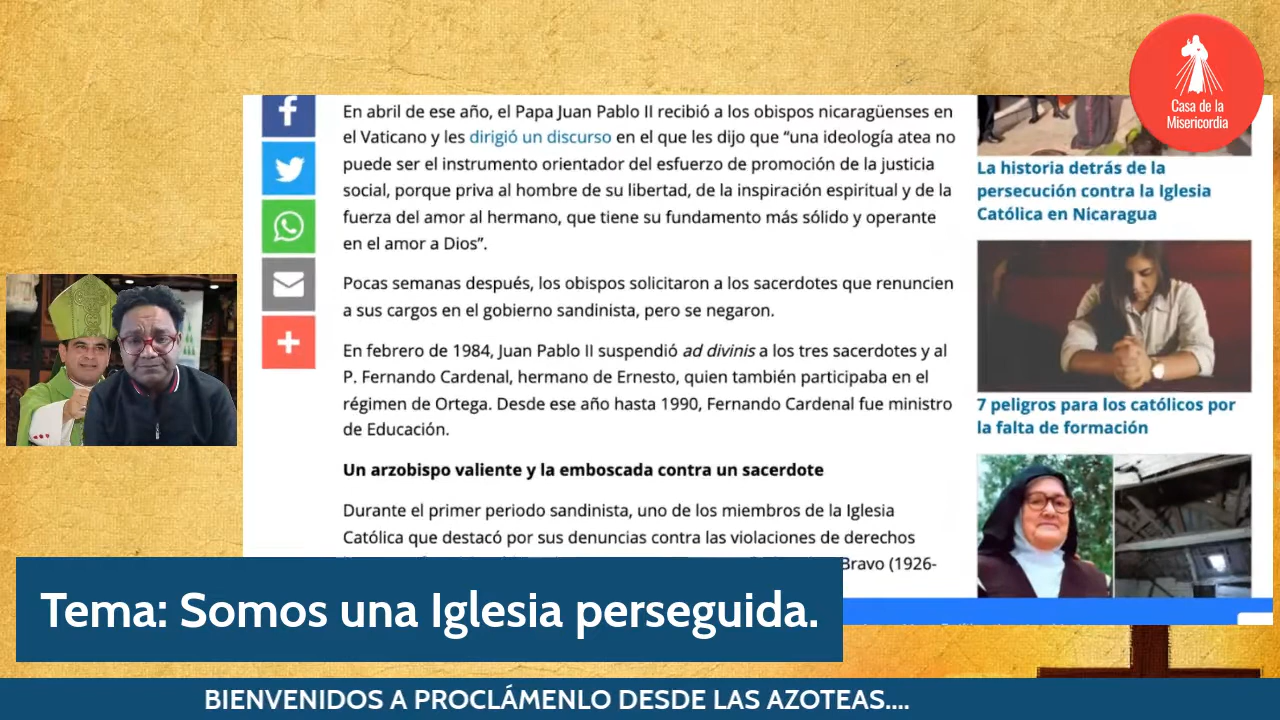 Casa de la
Misericordia
En abril de ese año, el Papa Juan Pablo II recibió a los obispos nicaragüenses en
el Vaticano y les dirigió un discurso en el que les dijo que “una ideología atea no
puede ser el instrumento orientador del esfuerzo de promoción de la justicia
social, porque priva al hombre de su libertad, de la inspiración espiritual y de la
fuerza del amor al hermano, que tiene su fundamento más sólido y operante
en el amor a Dios”.
Pocas semanas después, los obispos solicitaron a los sacerdotes que renuncien
a sus cargos en el gobierno sandinista, pero se negaron.
En febrero de 1984, Juan Pablo II suspendió ad divinis a los tres sacerdotes y al
P. Fernando Cardenal, hermano de Ernesto, quien también participaba en el
régimen de Ortega. Desde ese año hasta 1990, Fernando Cardenal fue ministro
de Educación.
Un arzobispo valiente y la emboscada contra un sacerdote
Durante el primer periodo sandinista, uno de los miembros de la Iglesia
Católica que destacó por sus denuncias contra las violaciones de derechos
Bravo (1926-
La historia detrás de la
persecución contra la Iglesia
Católica en Nicaragua
7 peligros para los católicos por
la falta de formación
Tema: Somos una Iglesia perseguida.
BIENVENIDOS A PROCLÁMENLO DESDE LAS AZOTEAS....